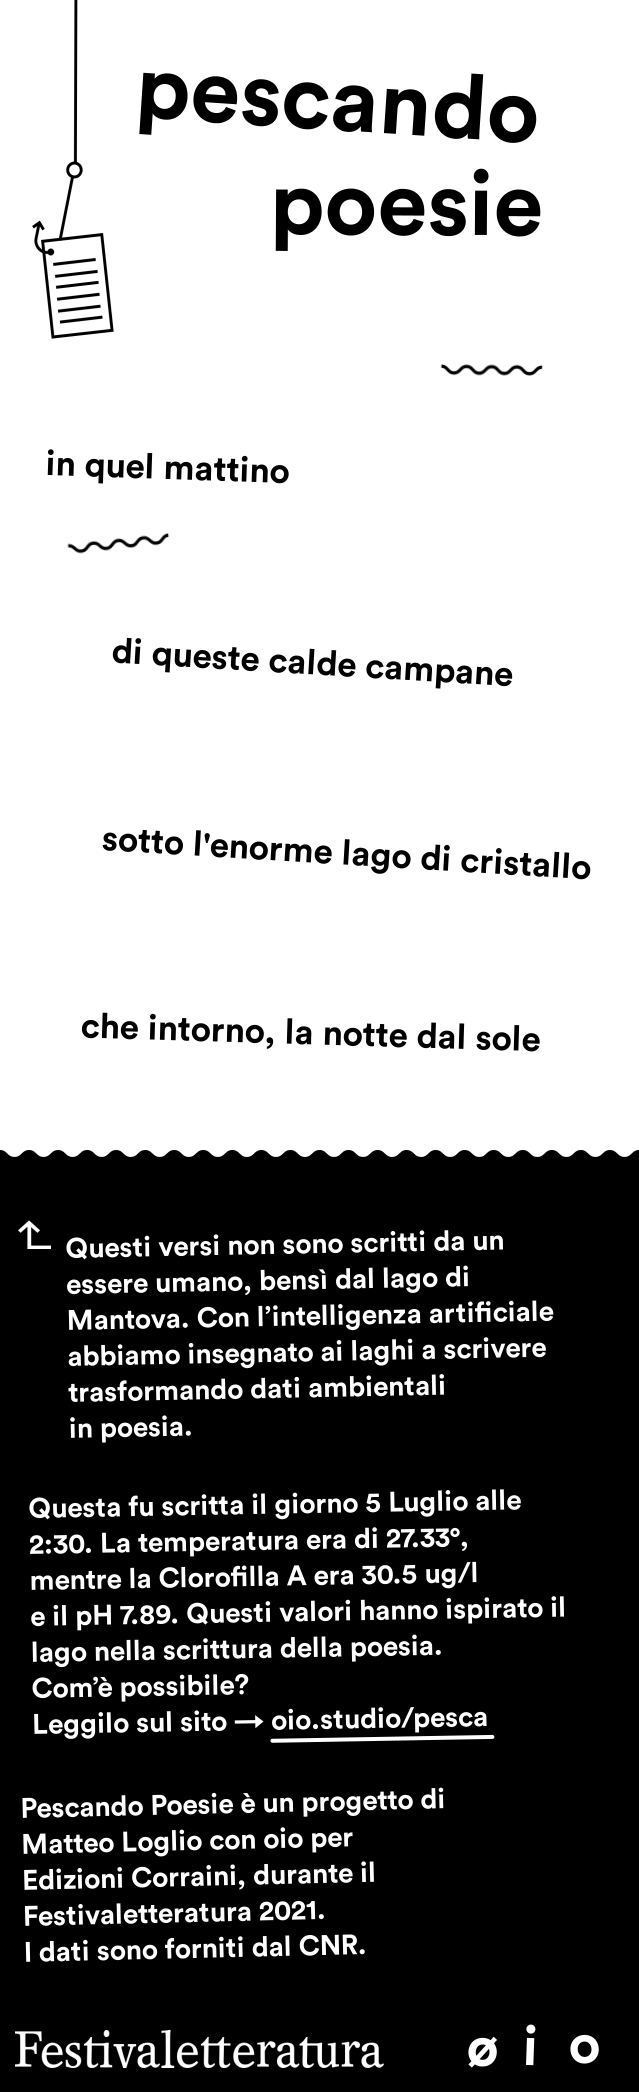 pescando
poesie
in quel mattino
di queste calde campane
sotto l'enorme lago di cristallo
che intorno, la notte dal sole
Questi versi non sono scritti da un
essere umano, bensì dal lago di
Mantova. Con l’intelligenza artificiale
abbiamo insegnato ai laghi a scrivere
trasformando dati ambientali
in poesia.
Questa fu scritta il giorno 5 Luglio alle
2:30. La temperatura era di 27.33°,
mentre la Clorofilla A era 30.5 ug/l
e il pH 7.89. Questi valori hanno ispirato il
lago nella scrittura della poesia.
Com’è possibile?
Leggilo sul sito → oio.studio/pesca
Pescando Poesie è un progetto di
Matteo Loglio con oio per
Edizioni Corraini, durante il
Festivaletteratura 2021.
I dati sono forniti dal CNR.
Festivaletteratura ø i o